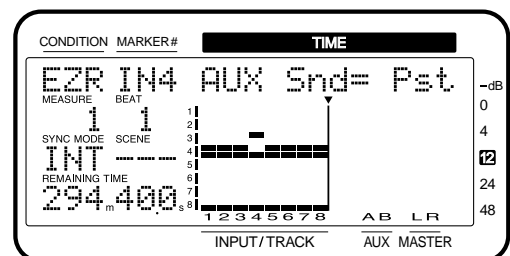 CONDITION MARKER# TIME
EZR IN4 AUX Snd= Pst
MEASURE BEAT
1 1
SYNC MODE SCENE
INT ---
REMAINING TIME
294m400s
1
2
3
4
5
6
7
8
1 2 3 4 5 6 7 8 AB LR
INPUT/TRACK AUX MASTER
-dB
0
4
12
24
48